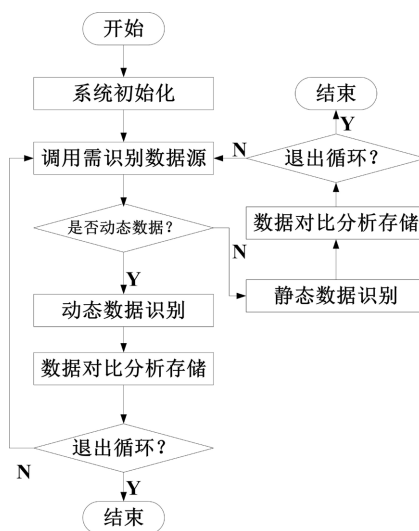 开始
系统初始化
调用需识别数据源
是否动态数据？
Y
动态数据识别
数据对比分析存储
退出循环？
N
Y
结束
N
静态数据识别
数据对比分析存储
退出循环？
N
Y
结束